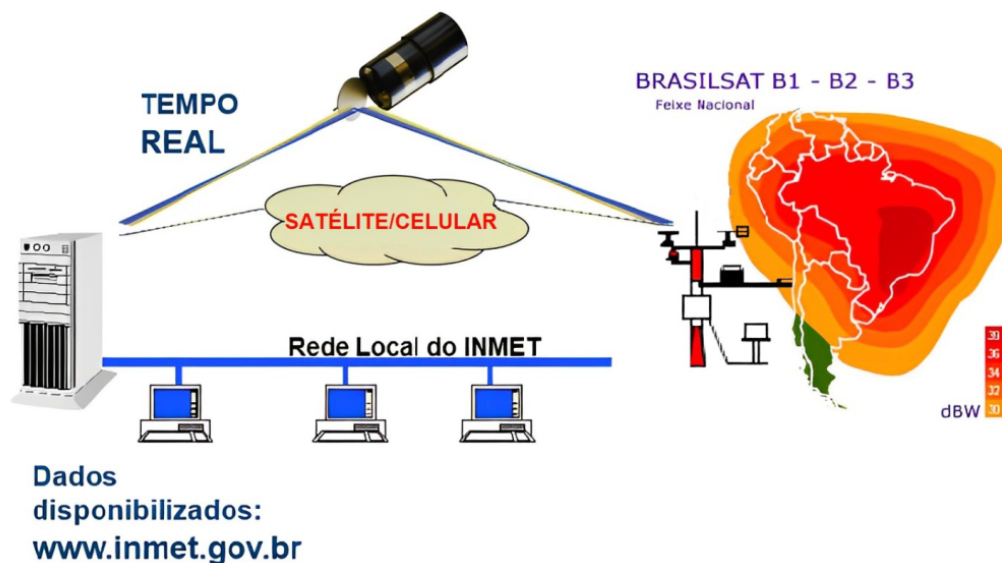 TEMPO
REAL
BRASILSAT B1 - B2 - B3
Feixe Nacional
SATÉLITE/CELULAR
Rede Local do INMET
39
36
34
32
30
dBW
Dados
disponibilizados:
www.inmet.gov.br